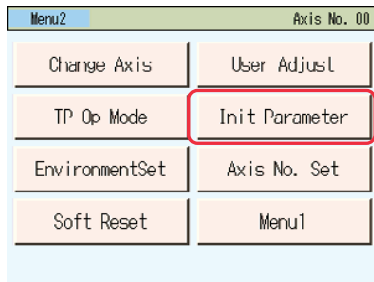 Menu2 Axis No. 00
Change Axis User Adjust
TP Op Mode Init Parameter
EnvironmentSet Axis No. Set
Soft Reset Menu1